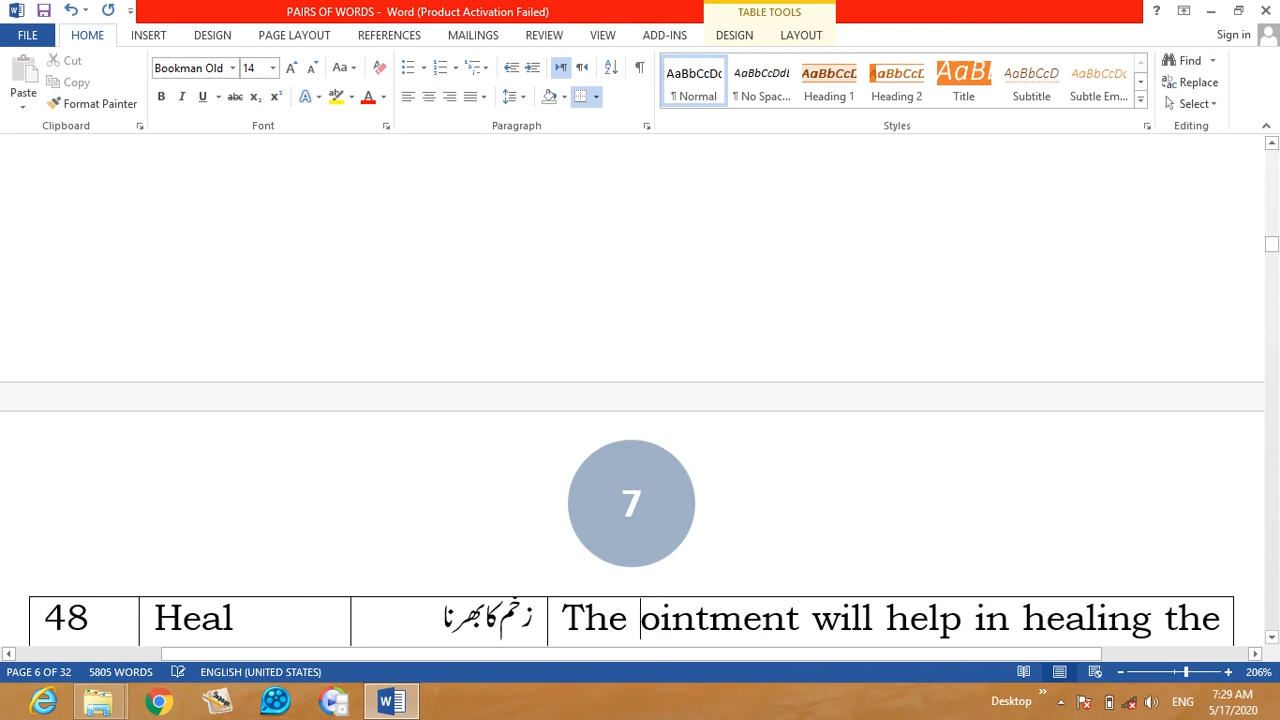 PAIRS OF WORDS - Word (Product Activation Failed)
TABLE TOOLS
FILE HOME INSERT DESIGN PAGE LAYOUT REFERENCES MAILINGS REVIEW VIEW ADD-INS DESIGN LAYOUT Sign in
Paste
Cut
Copy
Format Painter
Clipboard
Bookman Old 14
Font
Paragraph
AaBbCcDc AaBbCcDdI AaBbCcD AaBbCcD AaBl AaBbCcD AaBbCcD
¶ Normal ¶ No Spac... Heading 1 Heading 2 Title Subtitle Subtle Em...
Styles
Find
Replace
Select
Editing
7
48 Heal زخم کا بھرنا The ointment will help in healing the
PAGE 6 OF 32 5805 WORDS ENGLISH (UNITED STATES) 206%
Desktop ENG 7:29 AM
5/17/2020